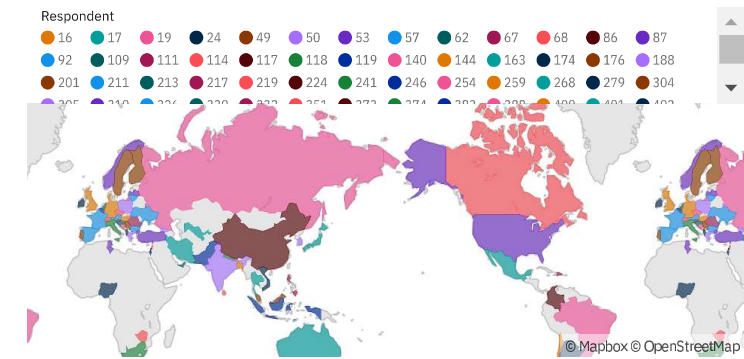 Respondent
16 17 19 24 49 50 53 57 62 67 68 86 87
92 109 111 114 117 118 119 140 144 163 174 176 188
201 211 213 217 219 224 241 246 254 259 268 279 304
© Mapbox © OpenStreetMap